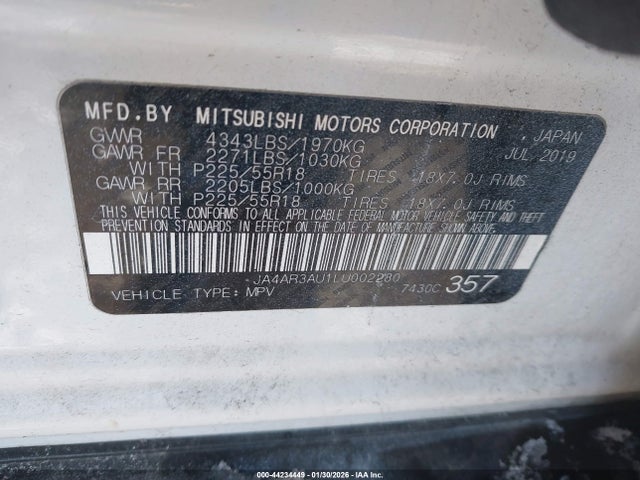 MFD.BY MITSUBISHI MOTORS CORPORATION , JAPAN
GVWR 4343LBS/1970KG JUL 2019
GAWR FR 2271LBS/1030KG
WITH P225/55R18 TIRES 18X7.0J RIMS
GAWR RR 2205LBS/1000KG
WITH P225/55R18 TIRES 18X7.0J RIMS
THIS VEHICLE CONFORMS TO ALL APPLICABLE FEDERAL MOTOR VEHICLE SAFETY AND THEFT
PREVENTION STANDARDS IN EFFECT ON THE DATE OF MANUFACTURE SHOWN ABOVE.
JA4AR3AU1LU002280
VEHICLE TYPE: MPV 7430C 357
000-44234449 - 01/30/2026 - IAA Inc.